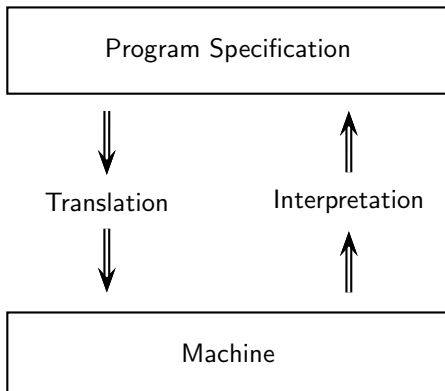 Program Specification
Translation
Interpretation
Machine